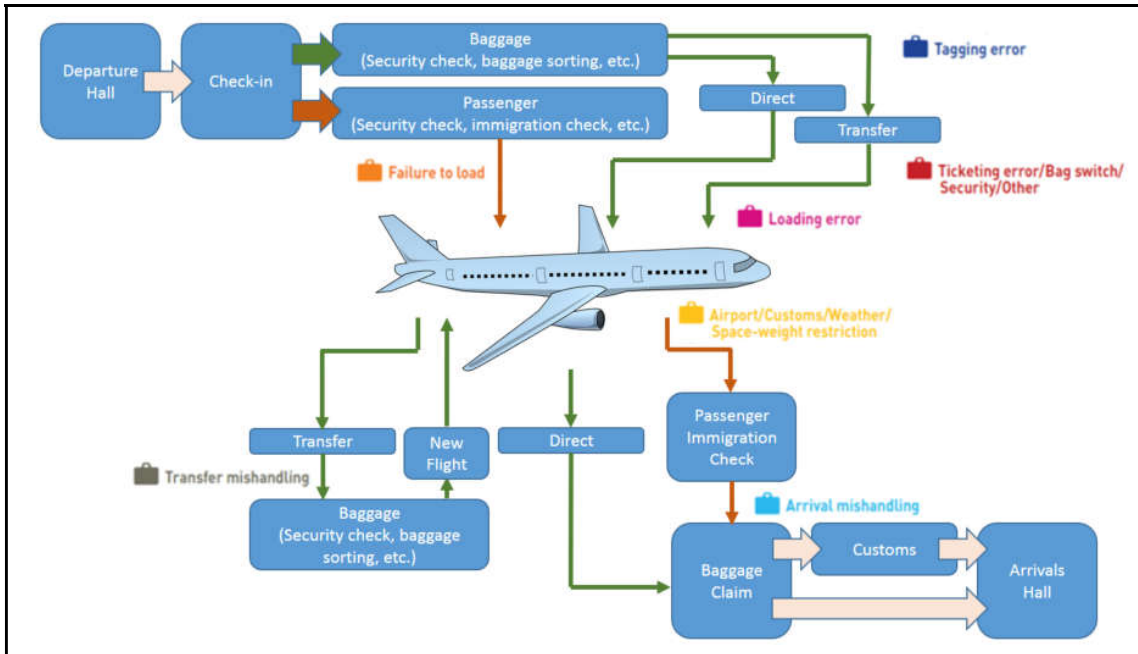 Departure
Hall
Check-in
Baggage
(Security check, baggage sorting, etc.)
Passenger
(Security check, immigration check, etc.)
Tagging error
Direct
Transfer
Failure to load
Ticketing error/Bag switch/
Security/Other
Loading error
Airport/Customs/Weather/
Space-weight restriction
Transfer
New
Flight
Direct
Passenger
Immigration
Check
Transfer mishandling
Baggage
(Security check, baggage
sorting, etc.)
Arrival mishandling
Baggage
Claim
Customs
Arrivals
Hall